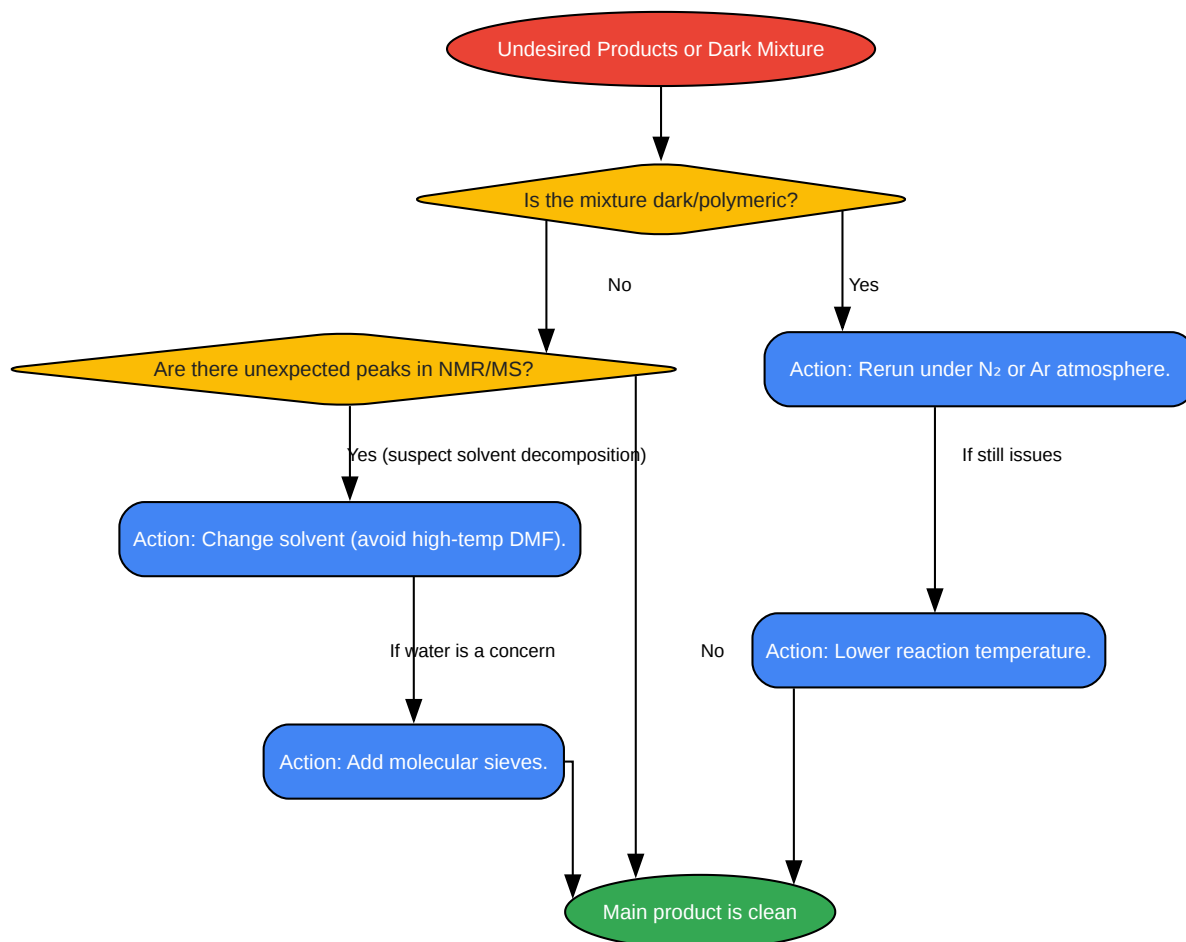 Undesired Products or Dark Mixture
Is the mixture dark/polymeric?
No
Yes
Are there unexpected peaks in NMR/MS?
Action: Rerun under N₂ or Ar atmosphere.
Yes (suspect solvent decomposition)
If still issues
Action: Change solvent (avoid high-temp DMF).
If water is a concern
No
Action: Lower reaction temperature.
Action: Add molecular sieves.
Main product is clean